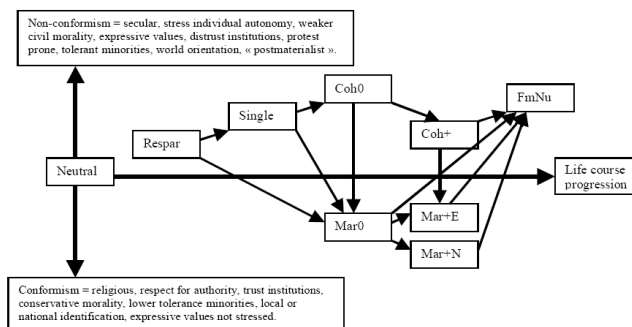 Non-conformism = secular, stress individual autonomy, weaker
civil morality, expressive values, distrust institutions, protest
prone, tolerant minorities, world orientation, « postmaterialist ».
Coh0
FmNu
Single
Coh+
Respar
Neutral
Life course
progression
Mar0
Mar+E
Mar+N
Conformism = religious, respect for authority, trust institutions,
conservative morality, lower tolerance minorities, local or
national identification, expressive values not stressed.